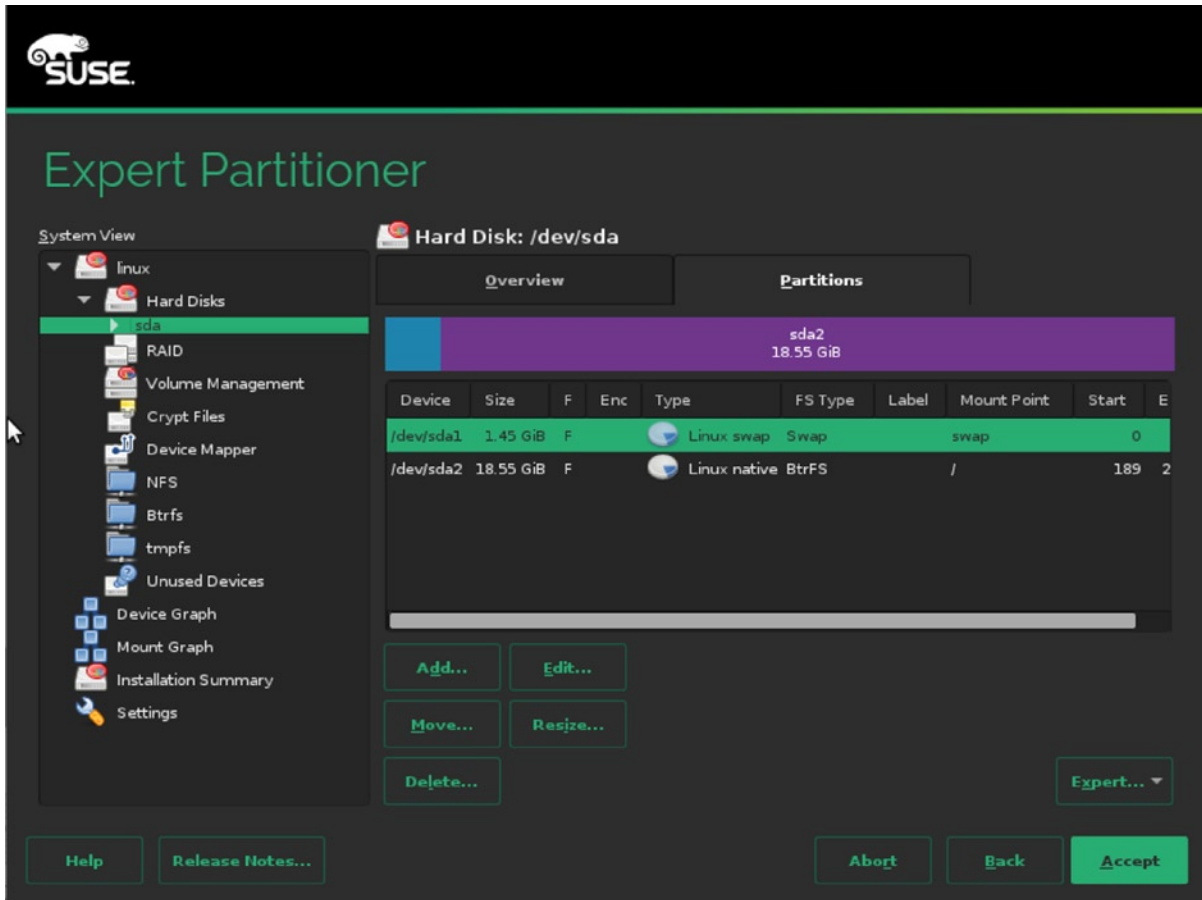 SUSE.
Expert Partitioner
System View
linux
Hard Disks
sda
RAID
Volume Management
Crypt Files
Device Mapper
NFS
Btrfs
tmpfs
Unused Devices
Device Graph
Mount Graph
Installation Summary
Settings
Hard Disk: /dev/sda
Overview Partitions
sda2
18.55 GiB
Device Size F Enc Type FS Type Label Mount Point Start E
/dev/sda1 1.45 GiB F Linux swap Swap swap 0
/dev/sda2 18.55 GiB F Linux native BtrFS / 189 2
Add... Edit...
Move... Resize...
Delete... Expert...
Help Release Notes... Abort Back Accept